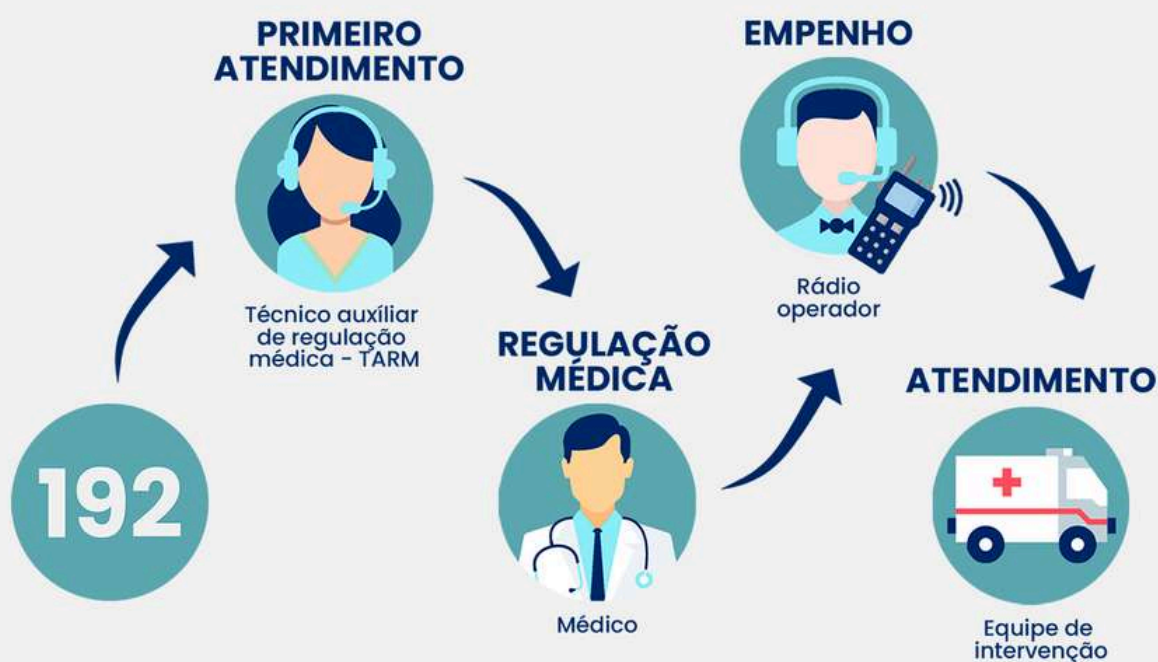 192
PRIMEIRO
ATENDIMENTO
Técnico auxíliar
de regulação
médica - TARM
REGULAÇÃO
MÉDICA
Médico
EMPENHO
Rádio
operador
ATENDIMENTO
Equipe de
intervenção